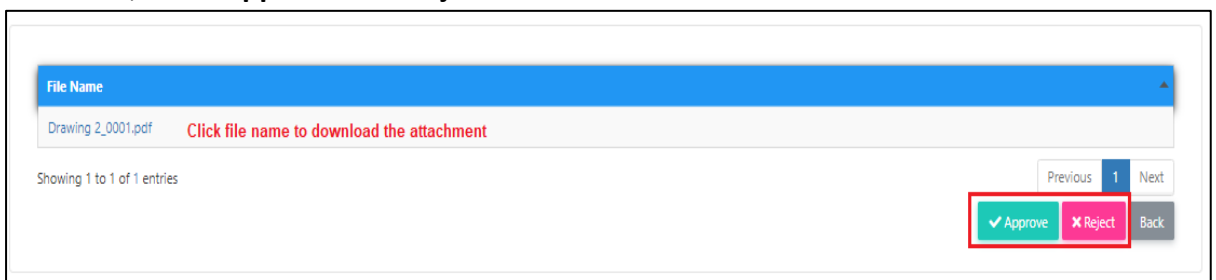 File Name
Drawing 2_0001.pdf Click file name to download the attachment
Showing 1 to 1 of 1 entries
Previous 1 Next
Approve Reject Back